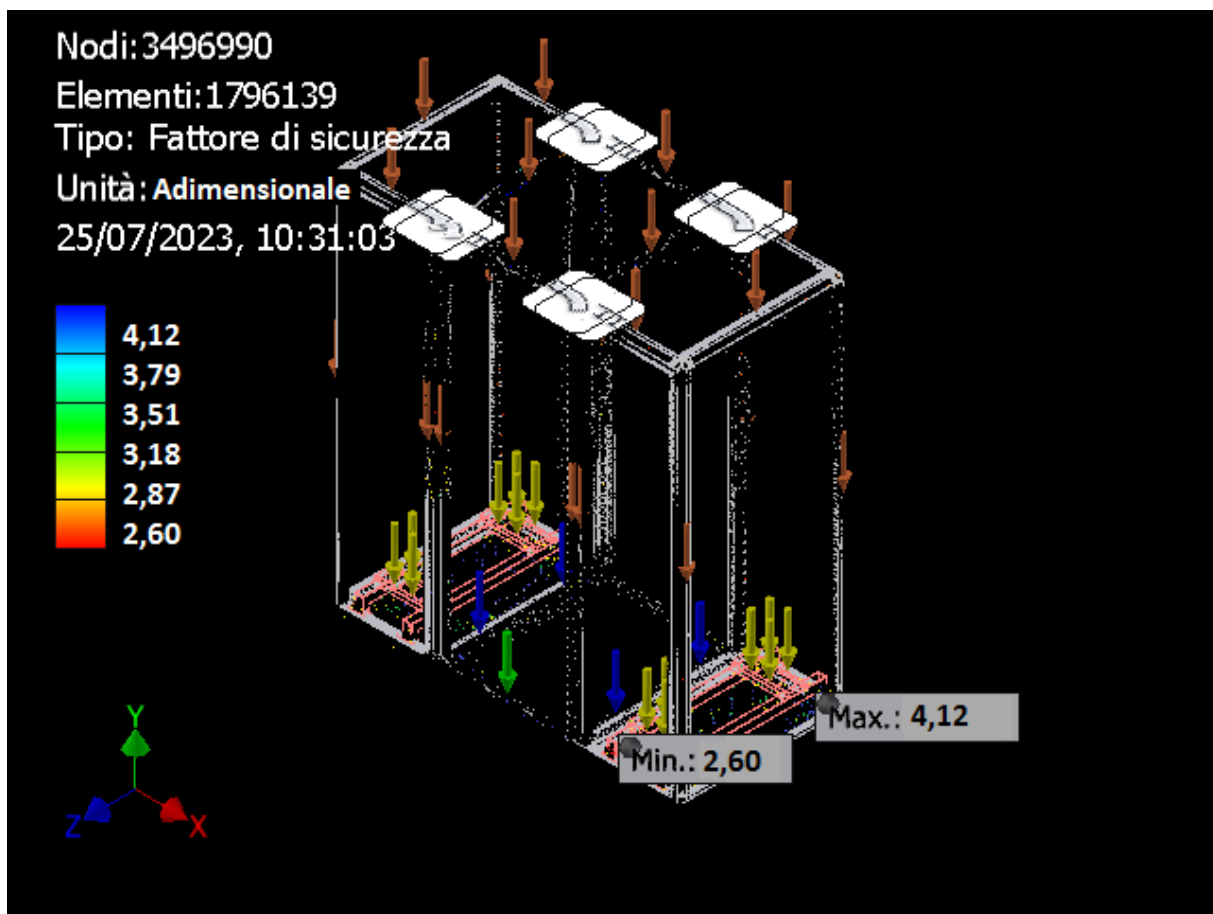 Nodi:3496990
Elementi:1796139
Tipo: Fattore di sicurezza
Unità: Adimensionale
25/07/2023, 10:31:03
4,12
3,79
3,51
3,18
2,87
2,60
Max.: 4,12
Min.: 2,60
Y
Z
X